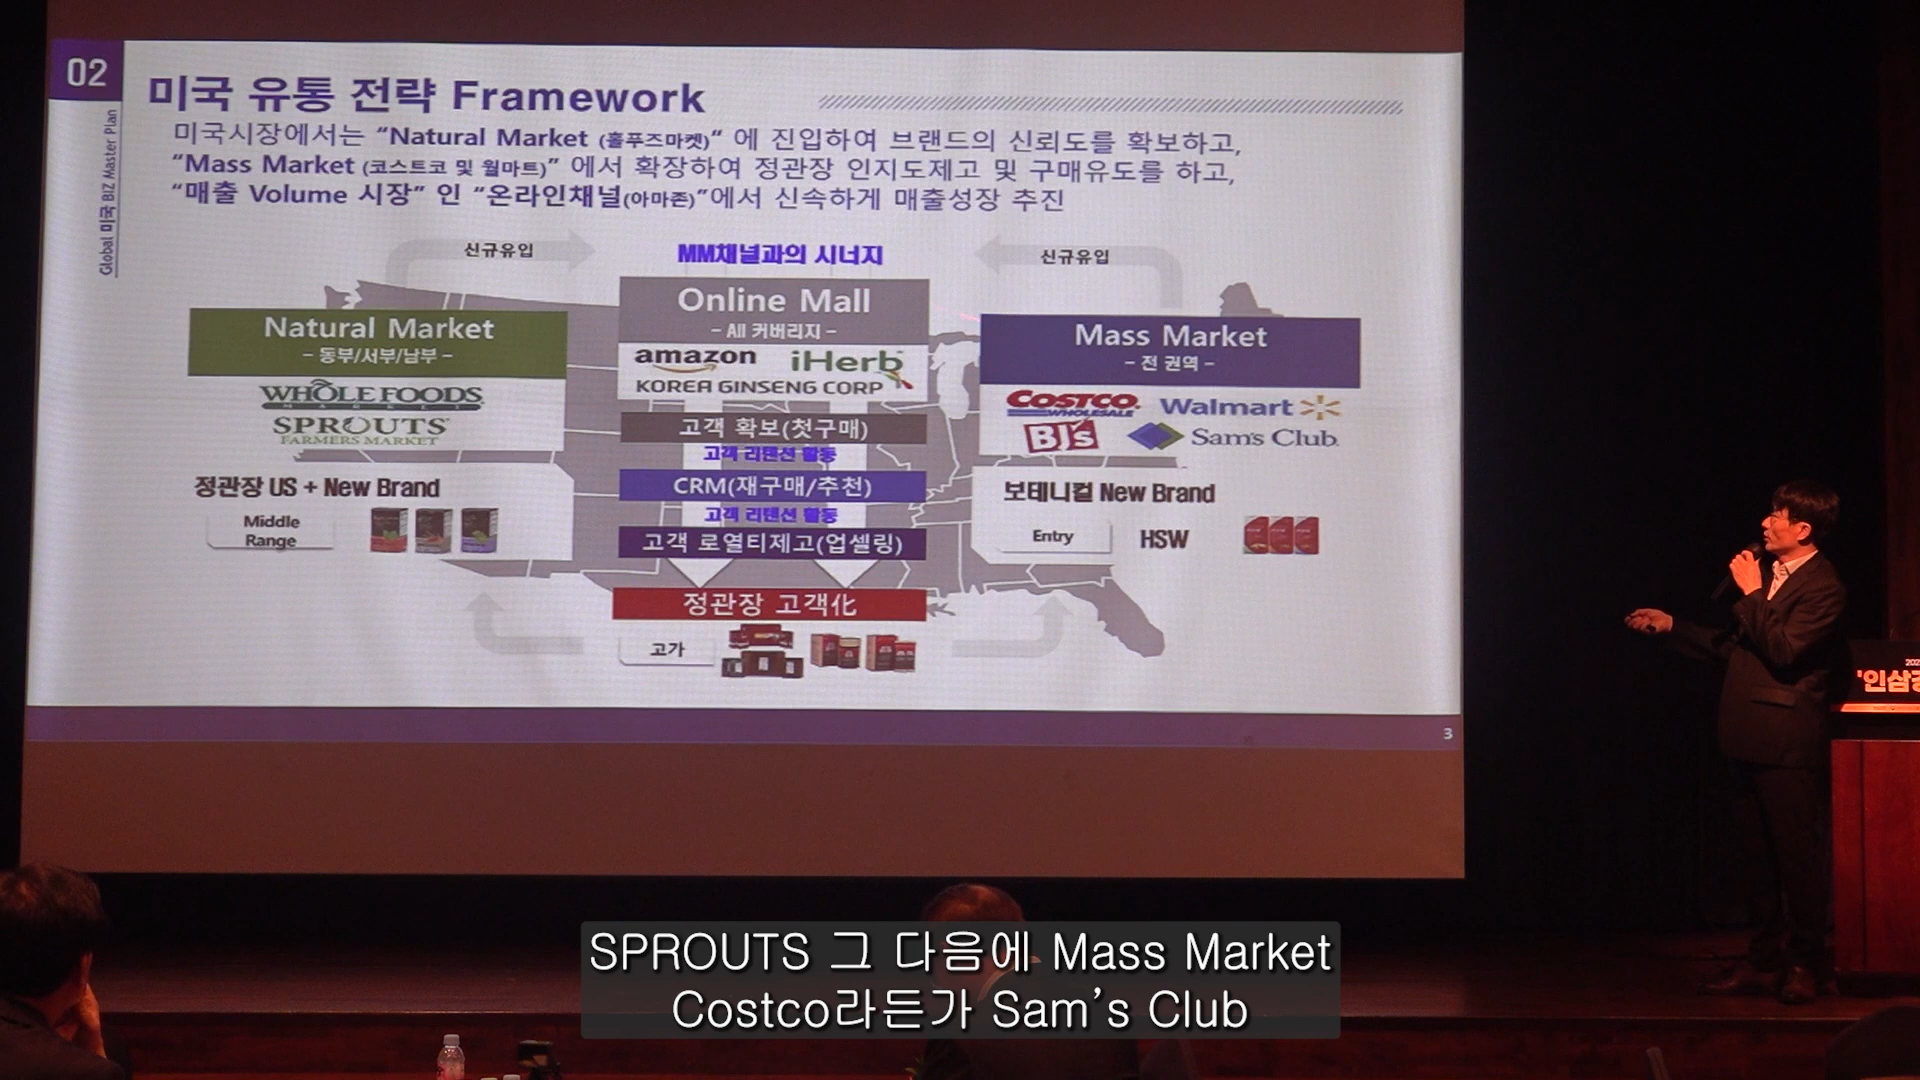 02
미국 유통 전략 Framework
Global 미국 BIZ Master Plan
미국시장에서는 “Natural Market (홀푸즈마켓)“ 에 진입하여 브랜드의 신뢰도를 확보하고,
“Mass Market (코스트코 및 월마트)” 에서 확장하여 정관장 인지도제고 및 구매유도를 하고,
“매출 Volume 시장” 인 “온라인채널(아마존)”에서 신속하게 매출성장 추진
신규유입
MM채널과의 시너지
신규유입
Natural Market
– 동부/서부/남부 –
WHOLE FOODS
MARKET
SPROUTS
FARMERS MARKET
정관장 US + New Brand
Middle
Range
Online Mall
– All 커버리지 –
amazon
iHerb
KOREA GINSENG CORP
고객 확보(첫구매)
고객 리텐션 활동
CRM(재구매/추천)
고객 리텐션 활동
고객 로열티제고(업셀링)
정관장 고객化
고가
Mass Market
– 전 권역 –
COSTCO
WHOLESALE
Walmart
BJ's
Sam's Club
보테니컬 New Brand
Entry
HSW
3
'인삼
SPROUTS 그 다음에 Mass Market
Costco라든가 Sam's Club